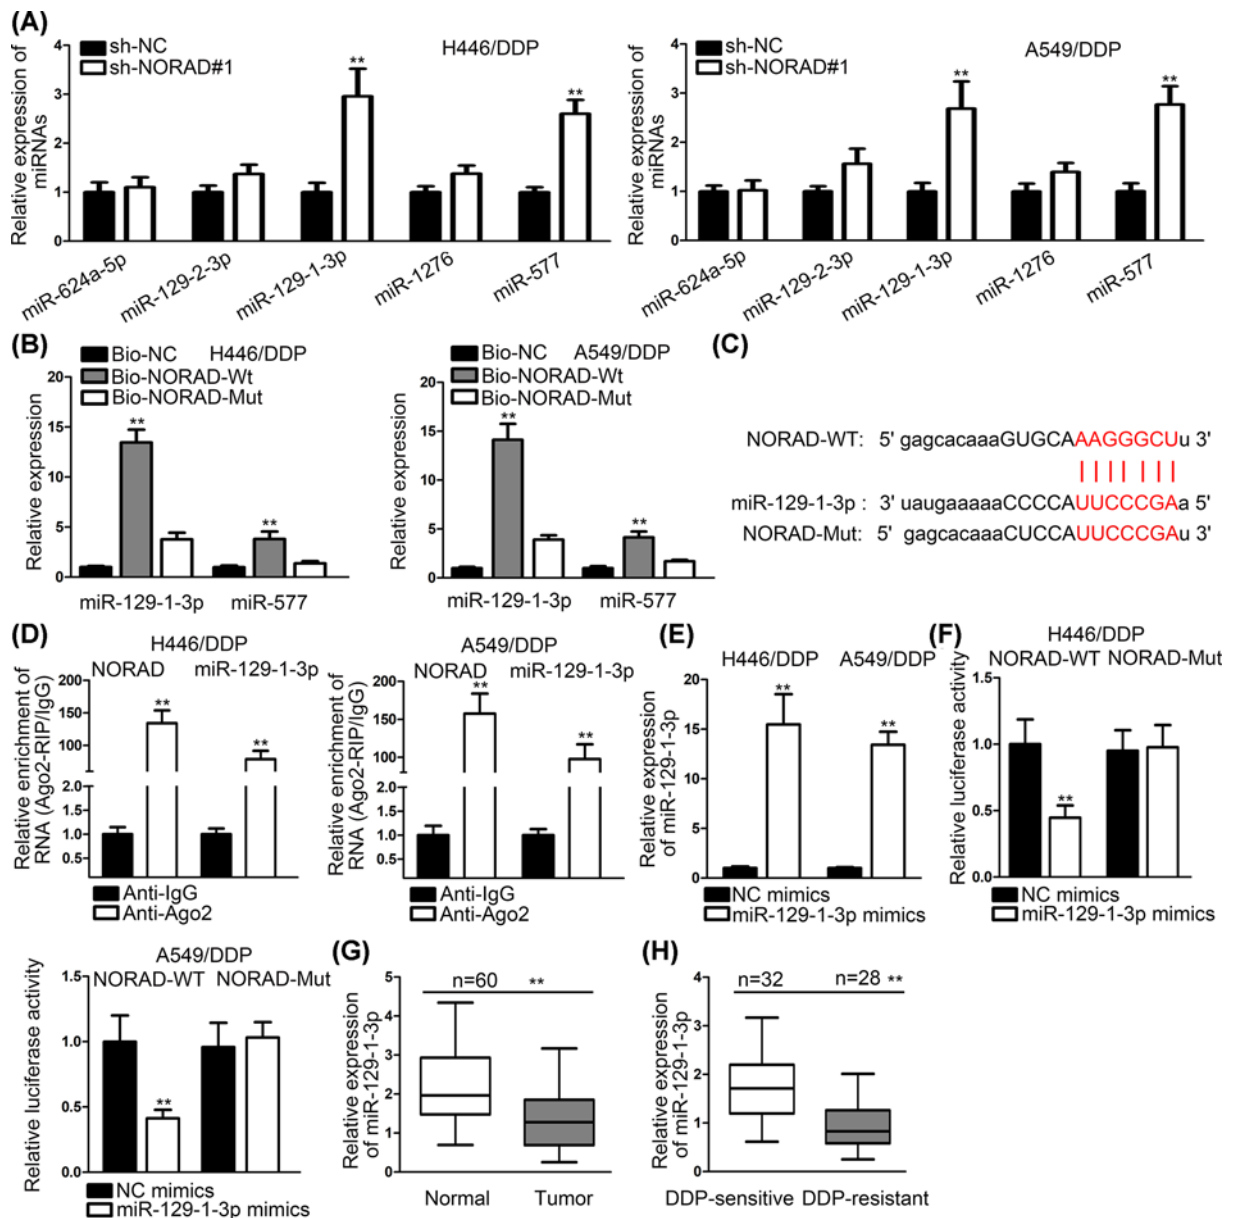 (A)
Relative expression of miRNAs
4
3
2
1
0
sh-NC
sh-NORAD#1
H446/DDP
**
**
miR-624a-5p
miR-129-2-3p
miR-129-1-3p
miR-1276
miR-577
Relative expression of miRNAs
4
3
2
1
0
sh-NC
sh-NORAD#1
A549/DDP
**
**
miR-624a-5p
miR-129-2-3p
miR-129-1-3p
miR-1276
miR-577
(B)
Relative expression
20
15
10
5
0
Bio-NC
H446/DDP
Bio-NORAD-Wt
Bio-NORAD-Mut
**
**
miR-129-1-3p
miR-577
Relative expression
20
15
10
5
0
Bio-NC
A549/DDP
Bio-NORAD-Wt
Bio-NORAD-Mut
**
**
miR-129-1-3p
miR-577
(C)
NORAD-WT: 5' gagcacaaaGUGCAAAGGGCUu 3'
miR-129-1-3p : 3' uaugaaaaaCCCCAUUCCCGAa 5'
NORAD-Mut: 5' gagcacaaaCUCCAUUCCCGAu 3'
(D)
H446/DDP
NORAD miR-129-1-3p
Relative enrichment of RNA (Ago2-RIP/IgG)
200
150
100
50
2.0
1.5
1.0
0.5
**
**
Anti-IgG
Anti-Ago2
A549/DDP
NORAD miR-129-1-3p
Relative enrichment of RNA (Ago2-RIP/IgG)
200
150
100
50
2.0
1.5
1.0
0.5
**
**
Anti-IgG
Anti-Ago2
(E)
H446/DDP A549/DDP
Relative expression of miR-129-1-3p
20
15
10
5
0
**
**
NC mimics
miR-129-1-3p mimics
(F)
H446/DDP
NORAD-WT NORAD-Mut
Relative luciferase activity
1.5
1.0
0.5
0.0
**
NC mimics
miR-129-1-3p mimics
A549/DDP
NORAD-WT NORAD-Mut
Relative luciferase activity
1.5
1.0
0.5
0.0
**
NC mimics
miR-129-1-3p mimics
(G)
Relative expression of miR-129-1-3p
5
4
3
2
1
0
n=60 **
Normal
Tumor
(H)
Relative expression of miR-129-1-3p
4
3
2
1
0
n=32
n=28 **
DDP-sensitive
DDP-resistant